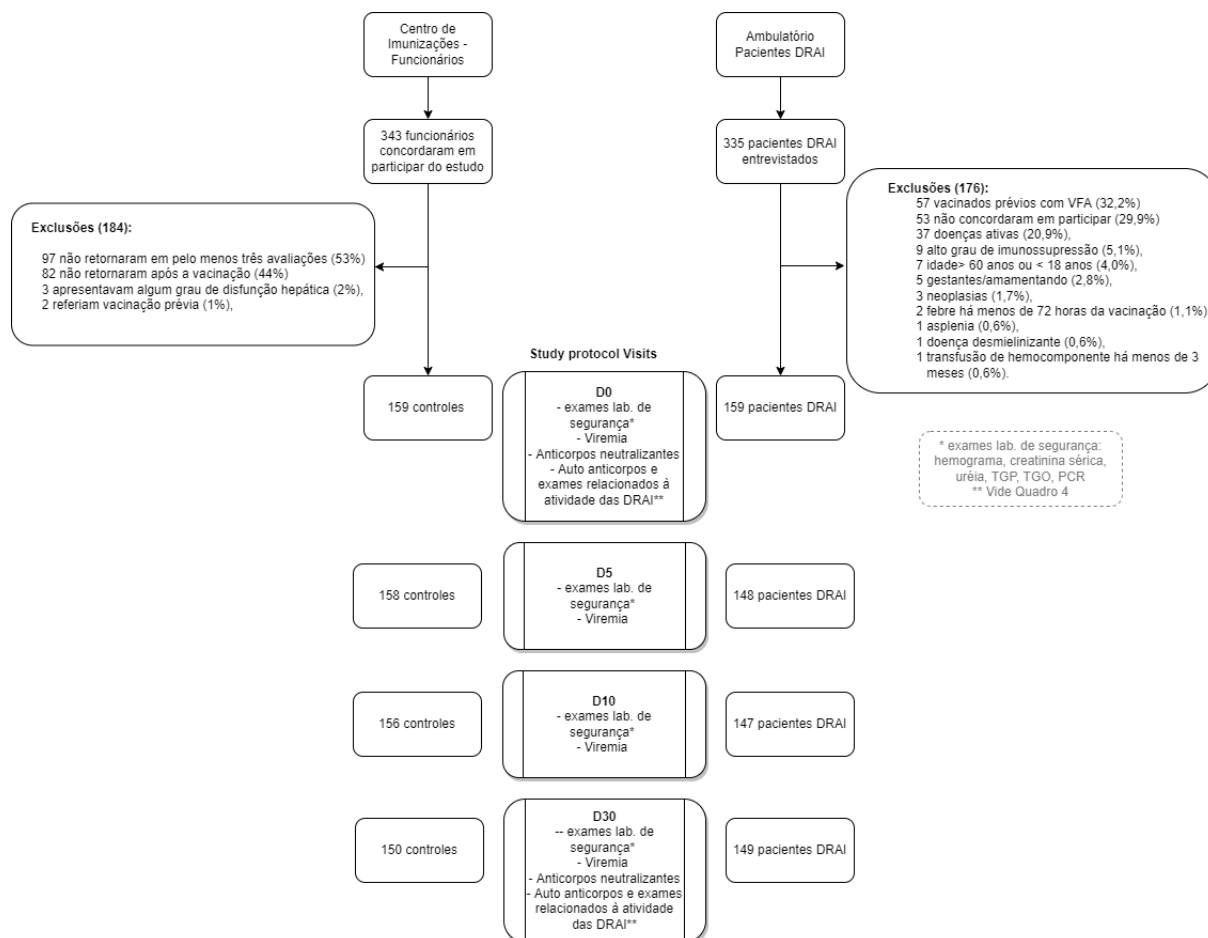 Centro de
Imunizações -
Funcionários
Ambulatório
Pacientes DRAI
343 funcionários
concordaram em
participar do estudo
335 pacientes DRAI
entrevistados
Exclusões (184):
97 não retornaram em pelo menos três avaliações (53%)
82 não retornaram após a vacinação (44%)
3 apresentavam algum grau de disfunção hepática (2%),
2 referiam vacinação prévia (1%),
Exclusões (176):
57 vacinados prévios com VFA (32,2%)
53 não concordaram em participar (29,9%)
37 doenças ativas (20,9%),
9 alto grau de imunossupressão (5,1%)
7 idade> 60 anos ou < 18 anos (4,0%),
5 gestantes/amamentando (2,8%),
3 neoplasias (1,7%),
2 febre há menos de 72 horas da vacinação (1,1%)
1 asplenia (0,6%),
1 doença desmielinizante (0,6%),
1 transfusão de hemocomponente há menos de 3
meses (0,6%).
Study protocol Visits
159 controles
D0
- exames lab. de
segurança*
- Viremia
- Anticorpos neutralizantes
- Auto anticorpos e
exames relacionados à
atividade das DRAI**
159 pacientes DRAI
* exames lab. de segurança:
hemograma, creatinina sérica,
uréia, TGP, TGO, PCR
** Vide Quadro 4
158 controles
D5
- exames lab. de
segurança*
- Viremia
148 pacientes DRAI
156 controles
D10
- exames lab. de
segurança*
- Viremia
147 pacientes DRAI
150 controles
D30
-- exames lab. de
segurança*
- Viremia
- Anticorpos neutralizantes
- Auto anticorpos e exames
relacionados à atividade
das DRAI**
149 pacientes DRAI